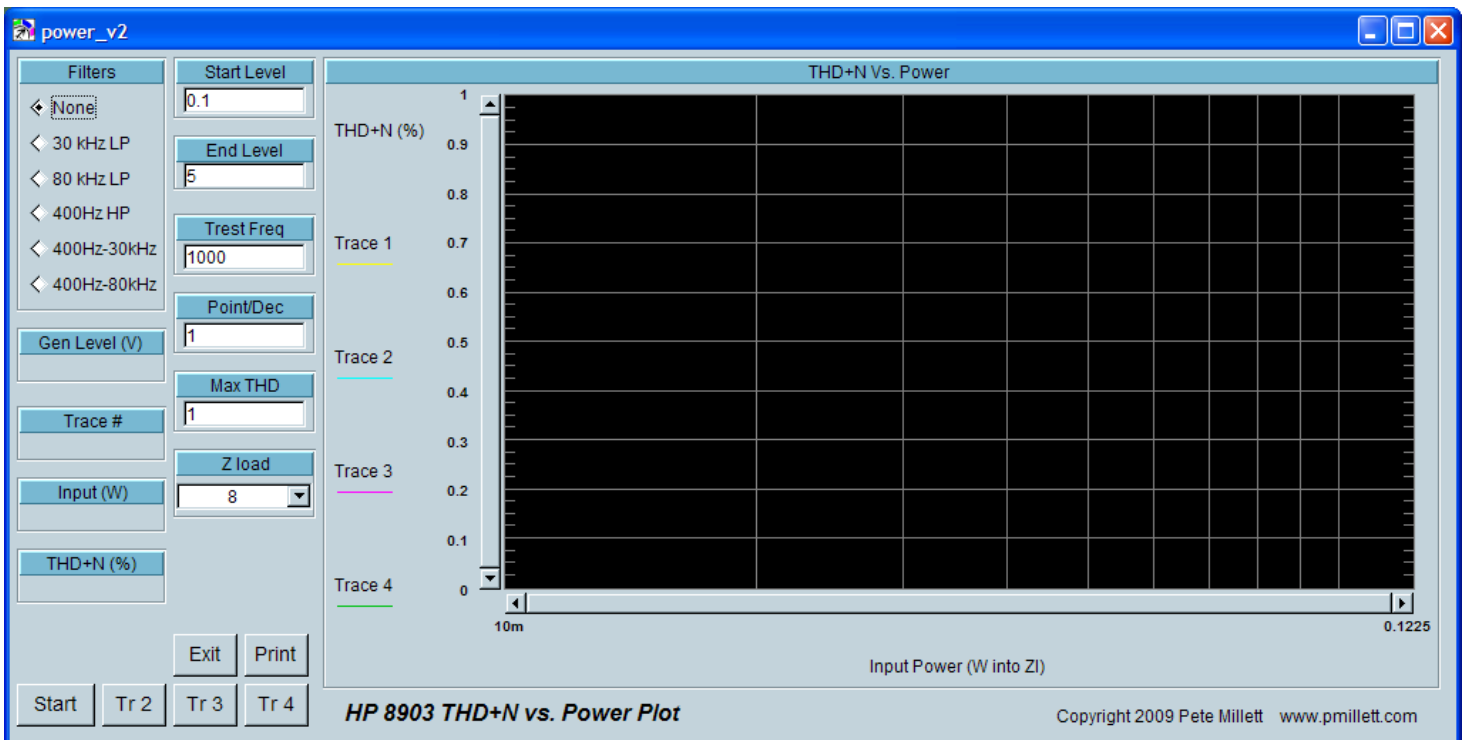 power_v2
Filters
None
30 kHz LP
80 kHz LP
400Hz HP
400Hz-30kHz
400Hz-80kHz
Gen Level (V)
Trace #
Input (W)
THD+N (%)
Start Level
0.1
End Level
5
Trest Freq
1000
Point/Dec
1
Max THD
1
Z load
8
Exit
Print
Start
Tr 2
Tr 3
Tr 4
THD+N Vs. Power
THD+N (%)
Trace 1
Trace 2
Trace 3
Trace 4
1
0.9
0.8
0.7
0.6
0.5
0.4
0.3
0.2
0.1
0
10m
0.1225
Input Power (W into Zl)
HP 8903 THD+N vs. Power Plot
Copyright 2009 Pete Millett www.pmillett.com